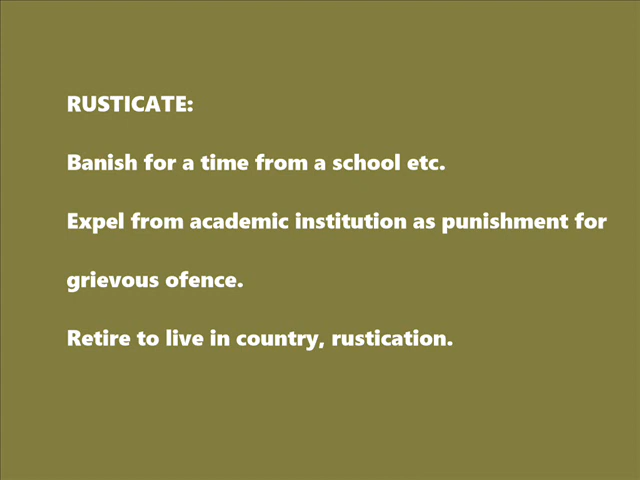 RUSTICATE:
Banish for a time from a school etc.
Expel from academic institution as punishment for
grievous ofence.
Retire to live in country, rustication.